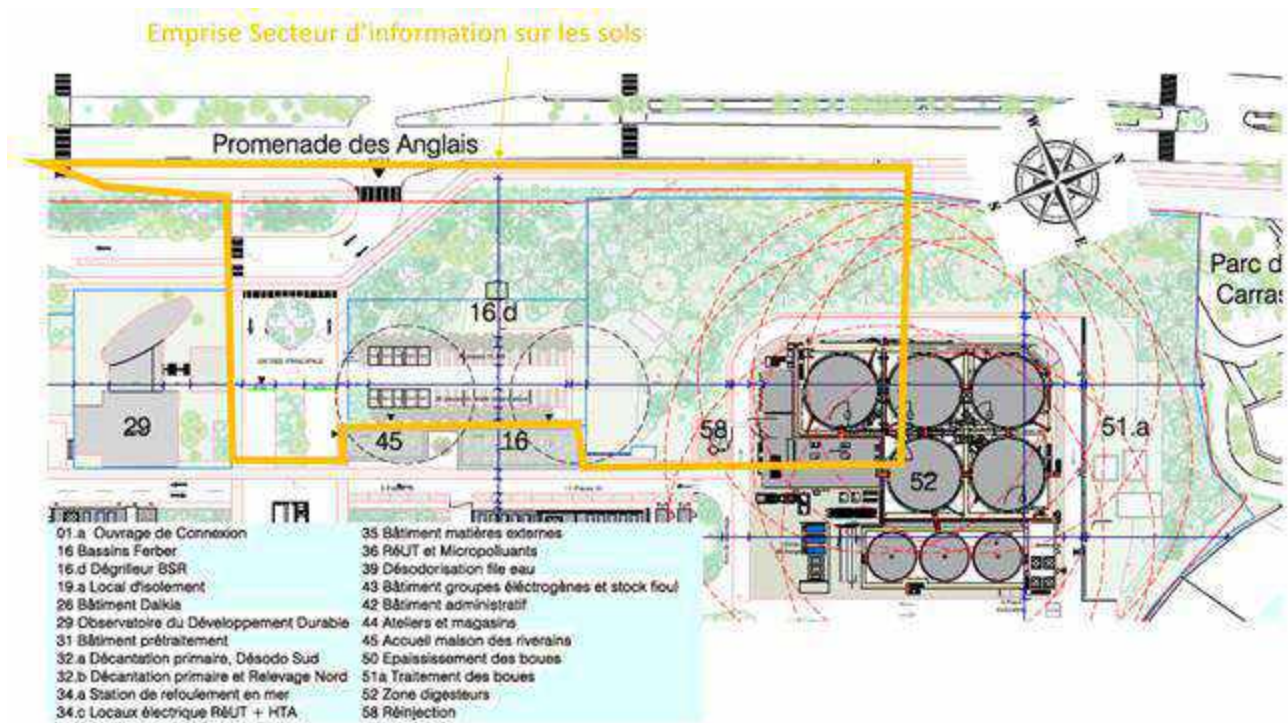 Emprise Secteur d'information sur les sols
Promenade des Anglais
W
N
S
E
Parc d
Carras
16.d
29
45
16
58
52
51.a
01.a Ouvrage de Connexion
16 Bassins Ferber
16.d Dégrilleur BSR
19.a Local d'isolement
26 Bâtiment Dalkia
29 Observatoire du Développement Durable
31 Bâtiment prétraitement
32.a Décantation primaire, Désodo Sud
32.b Décantation primaire et Relevage Nord
34.a Station de refoulement en mer
34.c Locaux électrique RéUT + HTA
35 Bâtiment matières externes
36 RéUT et Micropolluants
39 Désodorisation file eau
43 Bâtiment groupes éléctrogènes et stock fioul
42 Bâtiment administratif
44 Ateliers et magasins
45 Accueil maison des riverains
50 Epaississement des boues
51a Traitement des boues
52 Zone digesteurs
58 Réinjection